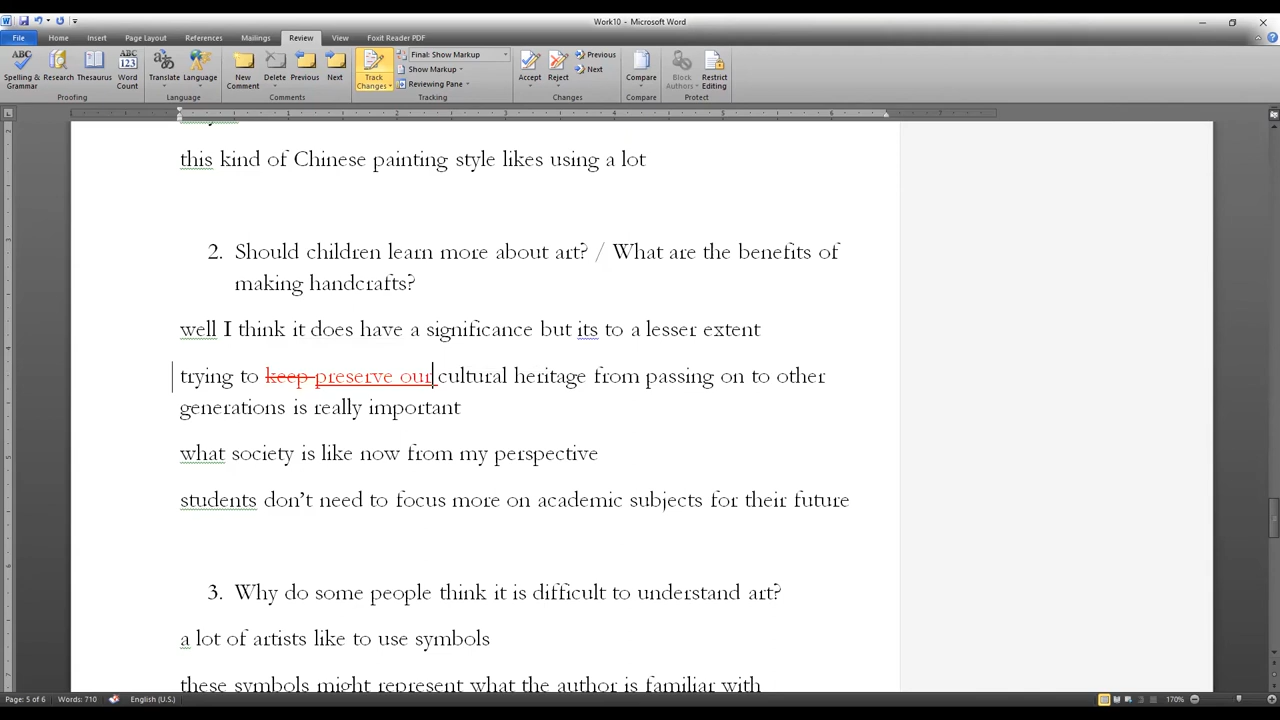 Work10 - Microsoft Word
File Home Insert Page Layout References Mailings Review View Foxit Reader PDF
Spelling & Grammar Research Thesaurus Word Count Translate Language New Comment Delete Previous Next Track Changes Final: Show Markup Show Markup Reviewing Pane Accept Reject Previous Next Compare Block Authors Restrict Editing
Proofing Language Comments Tracking Changes Compare Protect
this kind of Chinese painting style likes using a lot
2. Should children learn more about art? / What are the benefits of
making handcrafts?
well I think it does have a significance but its to a lesser extent
trying to keep preserve our cultural heritage from passing on to other
generations is really important
what society is like now from my perspective
students don't need to focus more on academic subjects for their future
3. Why do some people think it is difficult to understand art?
a lot of artists like to use symbols
these symbols might represent what the author is familiar with
Page: 5 of 6 Words: 710 English (U.S.) 170%